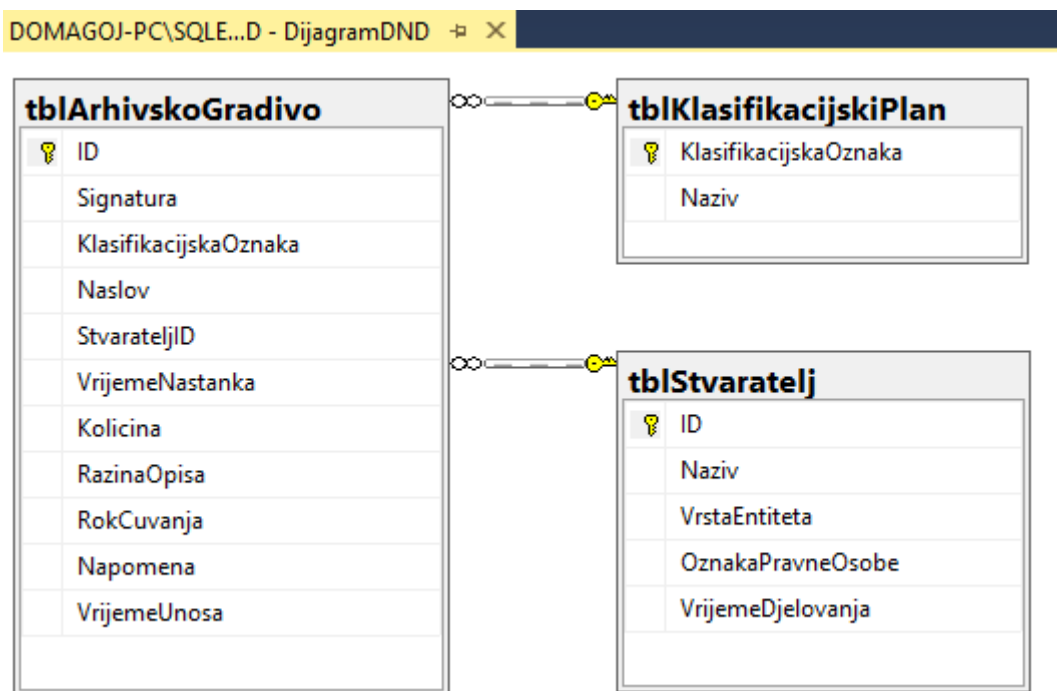 DOMAGOJ-PC\SQLE...D - DijagramDND
tblArhivskoGradivo
ID
Signatura
KlasifikacijskaOznaka
Naslov
StvarateljID
VrijemeNastanka
Kolicina
RazinaOpisa
RokCuvanja
Napomena
VrijemeUnosa
tblKlasifikacijskiPlan
KlasifikacijskaOznaka
Naziv
tblStvaratelj
ID
Naziv
VrstaEntiteta
OznakaPravneOsobe
VrijemeDjelovanja